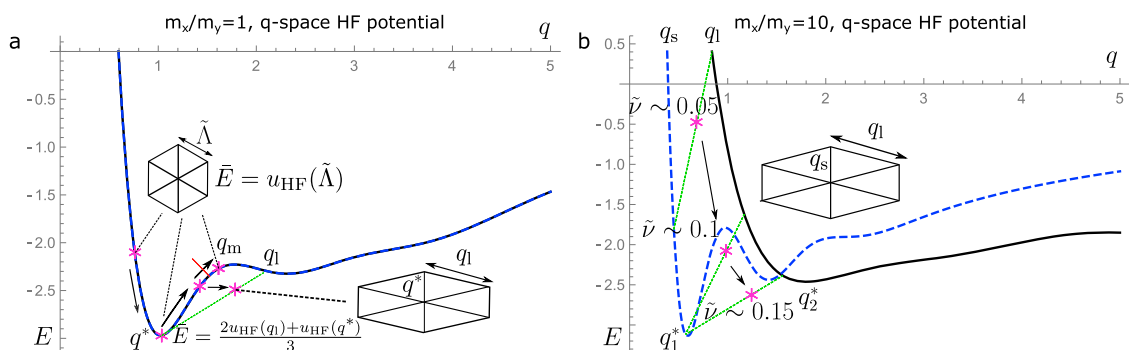 m_x/m_y=1, q-space HF potential
a
q
1
2
3
4
5
-0.5
-1.0
-1.5
-2.0
-2.5
E
Λ̃
Ē = u_HF(Λ̃)
q_m
q_l
q_l
q*
q*
Ē = (2u_HF(q_l)+u_HF(q*))/3
m_x/m_y=10, q-space HF potential
b
q_s
q_l
q
0.5
1
2
3
4
5
-0.5
-1.0
-1.5
-2.0
-2.5
E
ν̃ ∼ 0.05
q_l
q_s
ν̃ ∼ 0.1
ν̃ ∼ 0.15
q*_2
q*_1